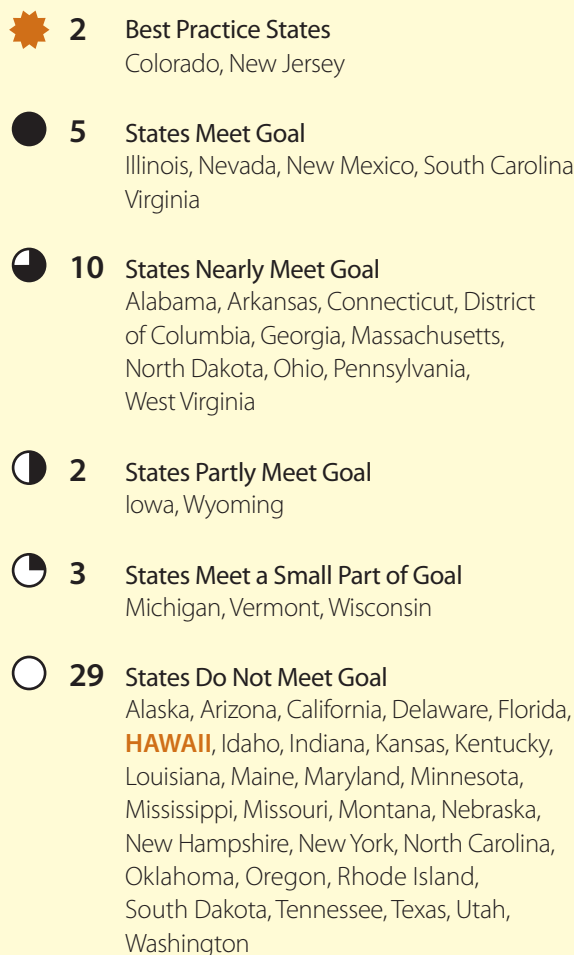 2 Best Practice States
Colorado, New Jersey
5 States Meet Goal
Illinois, Nevada, New Mexico, South Carolina
Virginia
10 States Nearly Meet Goal
Alabama, Arkansas, Connecticut, District
of Columbia, Georgia, Massachusetts,
North Dakota, Ohio, Pennsylvania,
West Virginia
2 States Partly Meet Goal
Iowa, Wyoming
3 States Meet a Small Part of Goal
Michigan, Vermont, Wisconsin
29 States Do Not Meet Goal
Alaska, Arizona, California, Delaware, Florida,
HAWAII, Idaho, Indiana, Kansas, Kentucky,
Louisiana, Maine, Maryland, Minnesota,
Mississippi, Missouri, Montana, Nebraska,
New Hampshire, New York, North Carolina,
Oklahoma, Oregon, Rhode Island,
South Dakota, Tennessee, Texas, Utah,
Washington